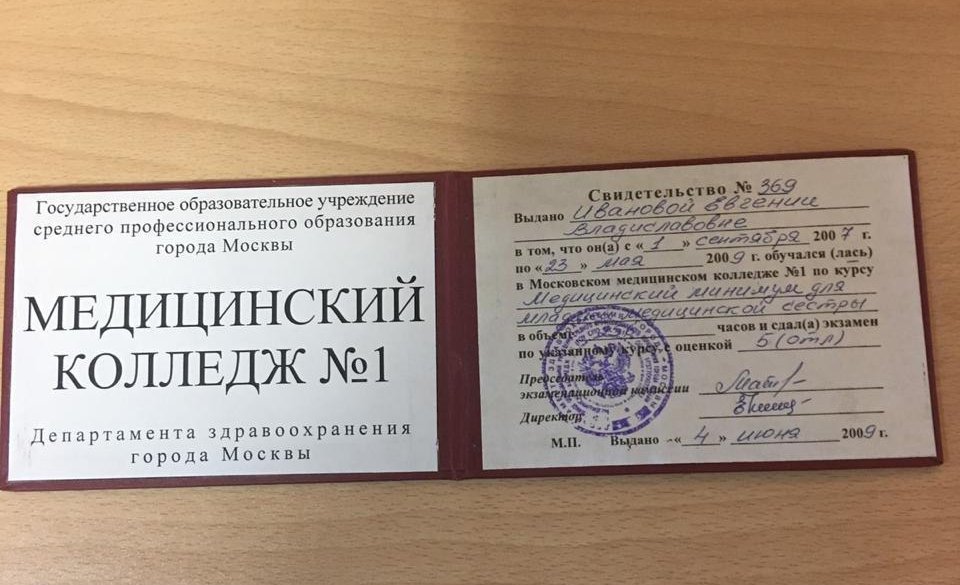 Государственное образовательное учреждение
среднего профессионального образования
города Москвы
МЕДИЦИНСКИЙ
КОЛЛЕДЖ №1
Департамента здравоохранения
города Москвы
Свидетельство № 369
Выдано Ивановой Евгении
Владиславовне
в том, что он(а) с « 1 » сентября 2007 г.
по « 23 » мая 2009 г. обучался (лась)
в Московском медицинском колледже №1 по курсу
Медицинский минимум для
младшей медицинской сестры
в объеме часов и сдал(а) экзамен
по указанному курсу с оценкой 5 (отл)
Председатель
экзаменационной комиссии
Директор
М.П. Выдано « 4 » июня 2009 г.